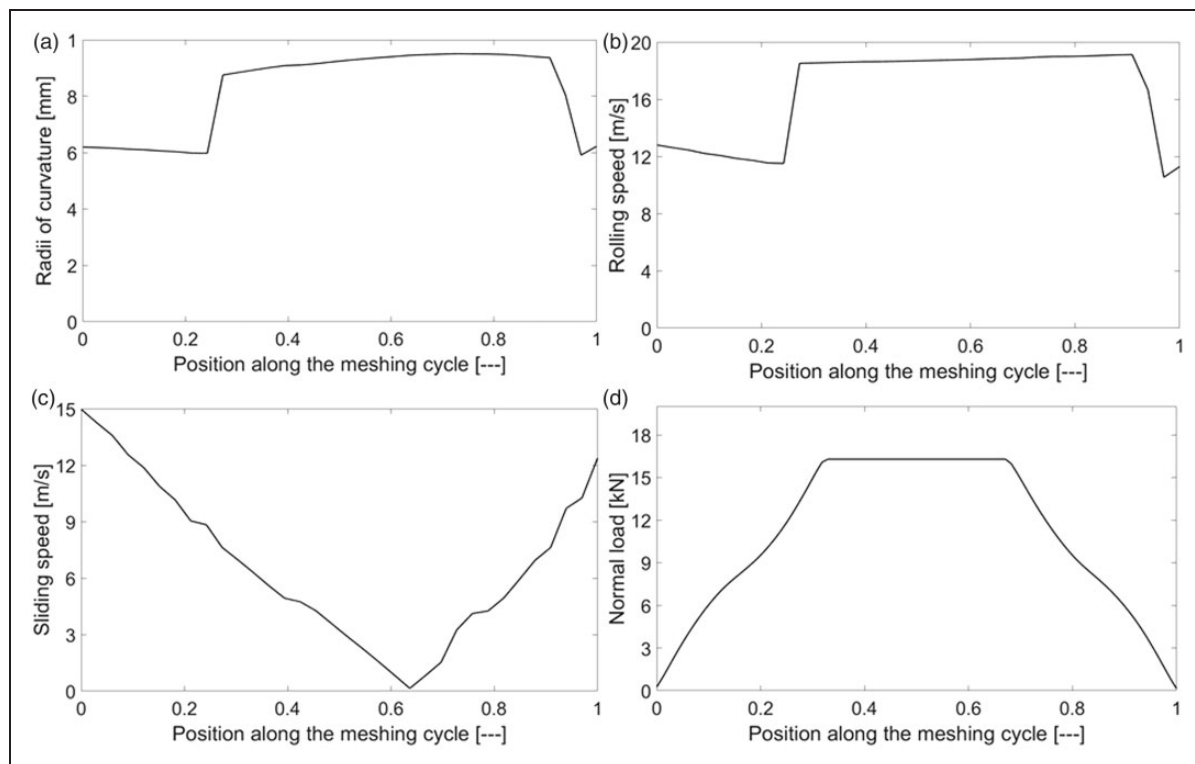 (a)
1
8
6
4
2
0
Radii of curvature [mm]
0 0.2 0.4 0.6 0.8 1
Position along the meshing cycle [---]
(b)
20
16
12
8
4
0
Rolling speed [m/s]
0 0.2 0.4 0.6 0.8 1
Position along the meshing cycle [---]
(c)
15
12
9
6
3
0
Sliding speed [m/s]
0 0.2 0.4 0.6 0.8 1
Position along the meshing cycle [---]
(d)
18
15
12
9
6
3
0
Normal load [kN]
0 0.2 0.4 0.6 0.8 1
Position along the meshing cycle [---]